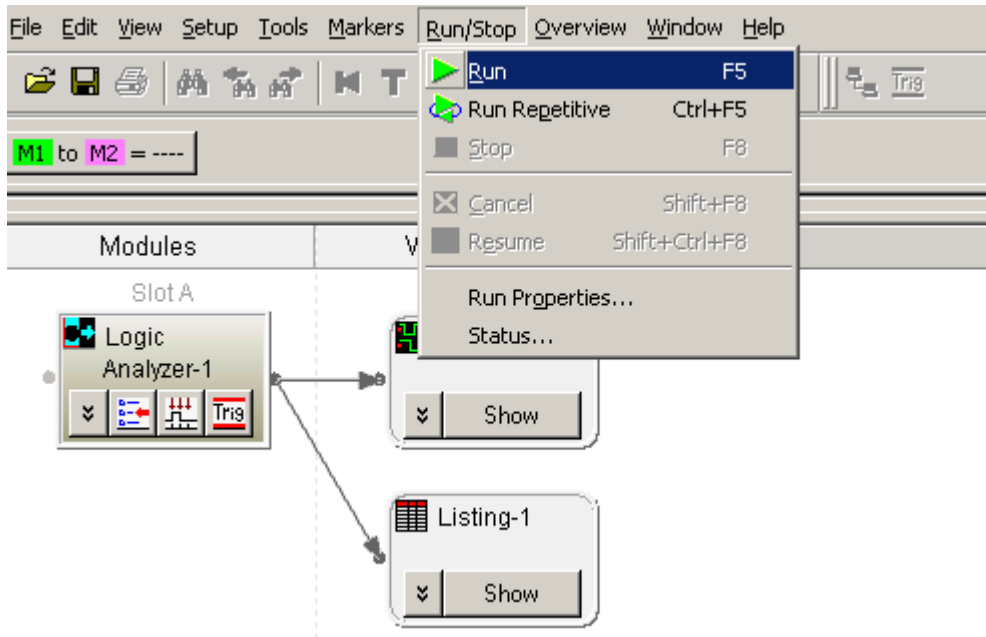 File Edit View Setup Tools Markers Run/Stop Overview Window Help
T Trig
Run F5
Run Repetitive Ctrl+F5
Stop F8
Cancel Shift+F8
Resume Shift+Ctrl+F8
Run Properties...
Status...
M1 to M2 = ----
Modules
Slot A
Logic
Analyzer-1
Trig
Show
Listing-1
Show